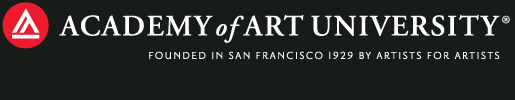 ACADEMY of ART UNIVERSITY®
FOUNDED IN SAN FRANCISCO 1929 BY ARTISTS FOR ARTISTS